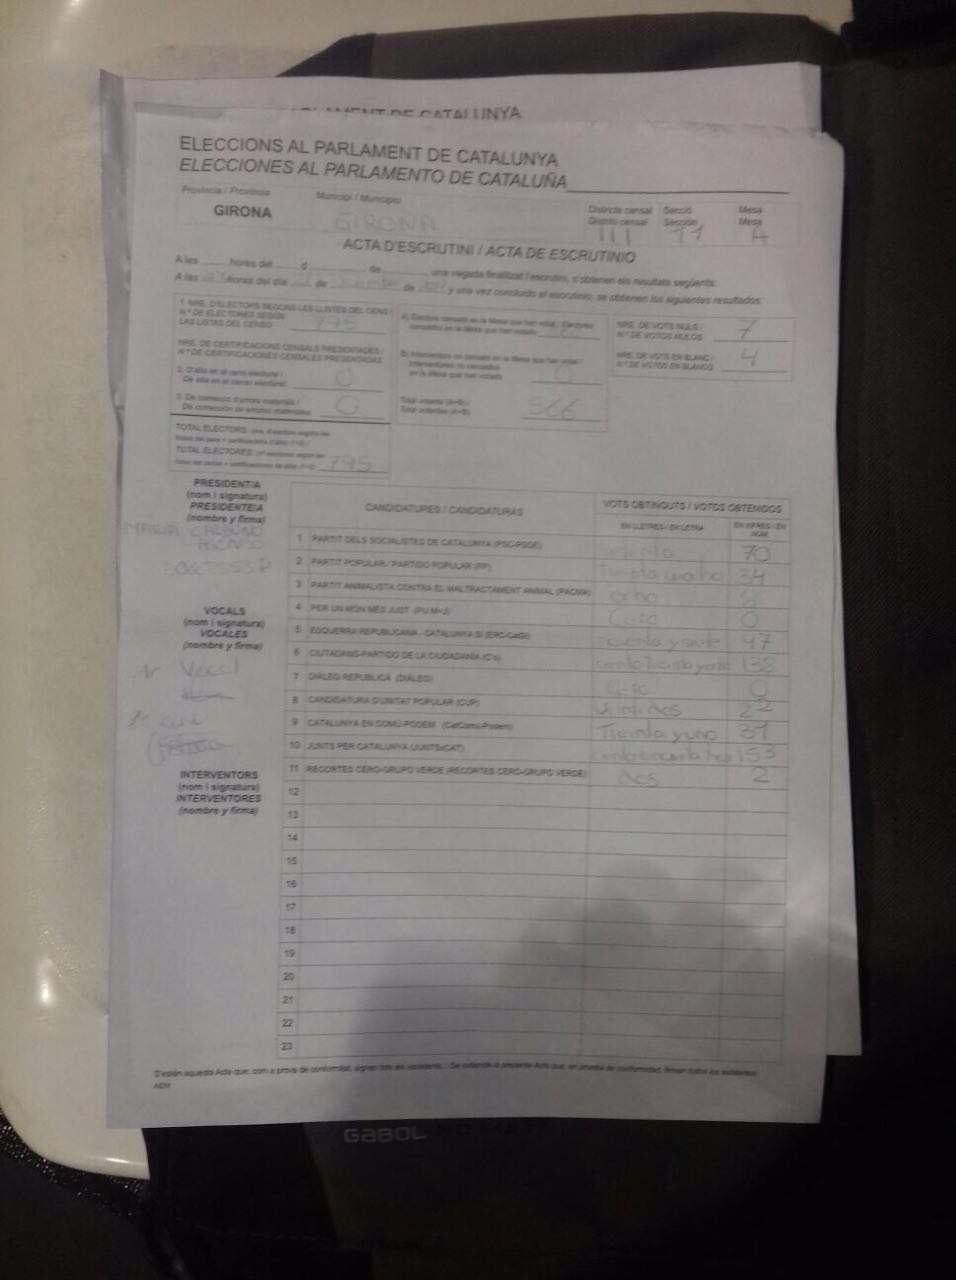 PARLAMENT DE CATALUNYA
ELECCIONS AL PARLAMENT DE CATALUNYA
ELECCIONES AL PARLAMENTO DE CATALUÑA
Província / Provincia
Municipi / Municipio
Districte censal
Distrito censal
Secció
Sección
Mesa
Mesa
GIRONA
GIRONA
III
11
A
ACTA D'ESCRUTINI / ACTA DE ESCRUTINIO
A les hores del d de una vegada finalitzat l'escrutini, s'obtenen els resultats següents:
A las horas del día de de y una vez concluido el escrutinio, se obtienen los siguientes resultados:
1. NRE. D'ELECTORS SEGONS LES LLISTES DEL CENS /
N.º DE ELECTORES SEGÚN
LAS LISTAS DEL CENSO 795
NRE. DE CERTIFICACIONS CENSALS PRESENTADES /
N.º DE CERTIFICACIONES CENSALES PRESENTADAS
2. D'alta en el cens electoral /
De alta en el censo electoral: 0
3. De correcció d'errors materials /
De corrección de errores materiales: 0
TOTAL ELECTORS:
TOTAL ELECTORES: 795
A) Electors censats en la Mesa que han votat / Electores
censados en la Mesa que han votado
B) Interventors no censats en la Mesa que han votat /
Interventores no censados
en la Mesa que han votado 0
Total votants (A+B) /
Total votantes (A+B) 566
NRE. DE VOTS NULS /
N.º DE VOTOS NULOS 7
NRE. DE VOTS EN BLANC /
N.º DE VOTOS EN BLANCO 4
PRESIDENT/A
(nom i signatura)
PRESIDENTE/A
(nombre y firma)
MARIA
VOCALS
(nom i signatura)
VOCALES
(nombre y firma)
1r Vocal
INTERVENTORS
(nom i signatura)
INTERVENTORES
(nombre y firma)
CANDIDATURES / CANDIDATURAS
VOTS OBTINGUTS / VOTOS OBTENIDOS
EN LLETRES / EN LETRA
EN XIFRES / EN NÚM.
1 PARTIT DELS SOCIALISTES DE CATALUNYA (PSC-PSOE) setenta 70
2 PARTIT POPULAR / PARTIDO POPULAR (PP) Treinta cuatro 34
3 PARTIT ANIMALISTA CONTRA EL MALTRACTAMENT ANIMAL (PACMA) ocho 8
4 PER UN MÓN MÉS JUST (PUM+J) Cero 0
5 ESQUERRA REPUBLICANA - CATALUNYA SÍ (ERC-CatSí) noventa y siete 97
6 CIUTADANS-PARTIDO DE LA CIUDADANÍA (C's) ciento Treinta y ocho 138
7 DIÀLEG REPUBLICÀ (DIÀLEG) Cero 0
8 CANDIDATURA D'UNITAT POPULAR (CUP) Veintidos 22
9 CATALUNYA EN COMÚ-PODEM (CatComú-Podem) Treinta y uno 31
10 JUNTS PER CATALUNYA (JUNTSxCAT) ciento cincuenta tres 153
11 RECORTES CERO-GRUPO VERDE (RECORTES CERO-GRUPO VERDE) dos 2
12
13
14
15
16
17
18
19
20
21
22
23
S'estén aquesta Acta que, com a prova de conformitat, signen tots els assistents. / Se extiende la presente Acta que, en prueba de conformidad, firman todos los asistentes.
AEM
GABOL